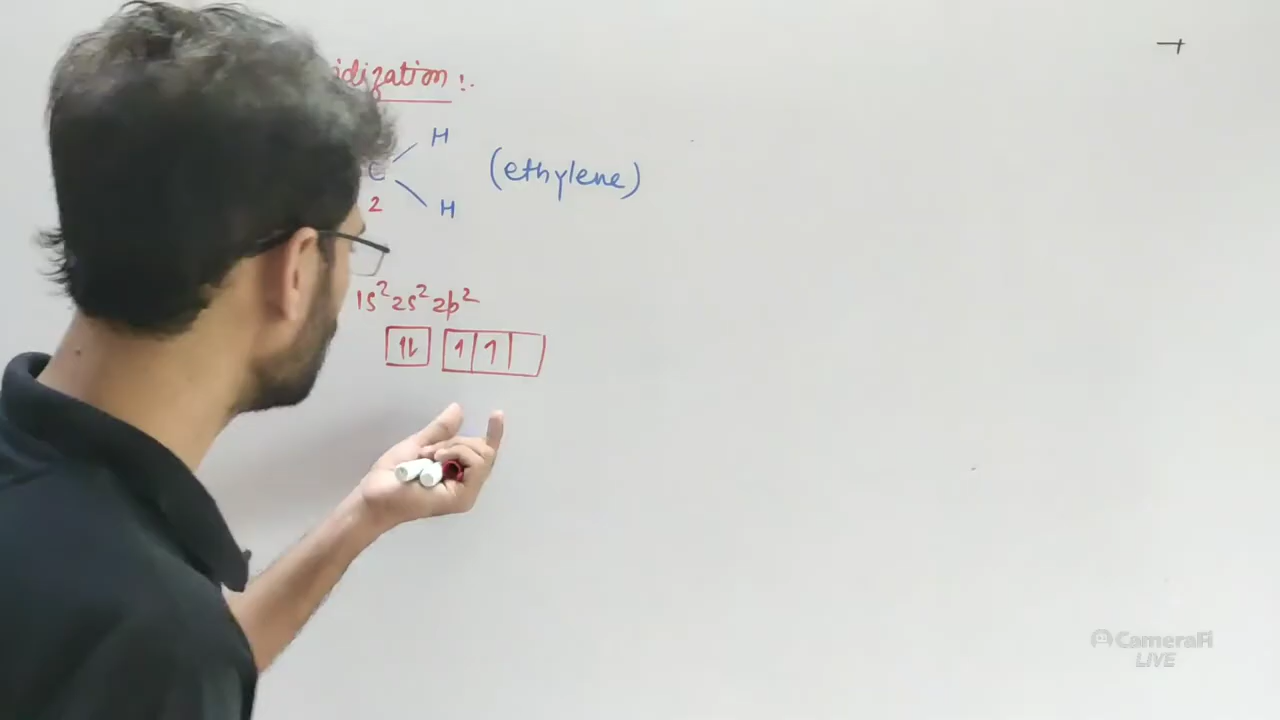 idization :.
H
C (ethylene)
2 H
1s² 2s² 2p²
⥮ ↿ ↿
CameraFi
LIVE